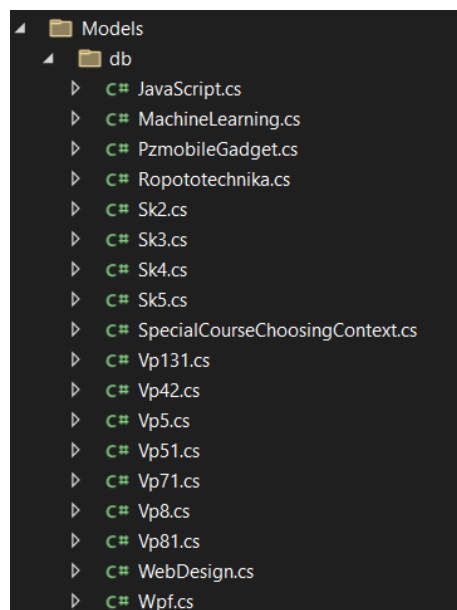 Models
db
C# JavaScript.cs
C# MachineLearning.cs
C# PzmobileGadget.cs
C# Ropototechnika.cs
C# Sk2.cs
C# Sk3.cs
C# Sk4.cs
C# Sk5.cs
C# SpecialCourseChoosingContext.cs
C# Vp131.cs
C# Vp42.cs
C# Vp5.cs
C# Vp51.cs
C# Vp71.cs
C# Vp8.cs
C# Vp81.cs
C# WebDesign.cs
C# Wpf.cs